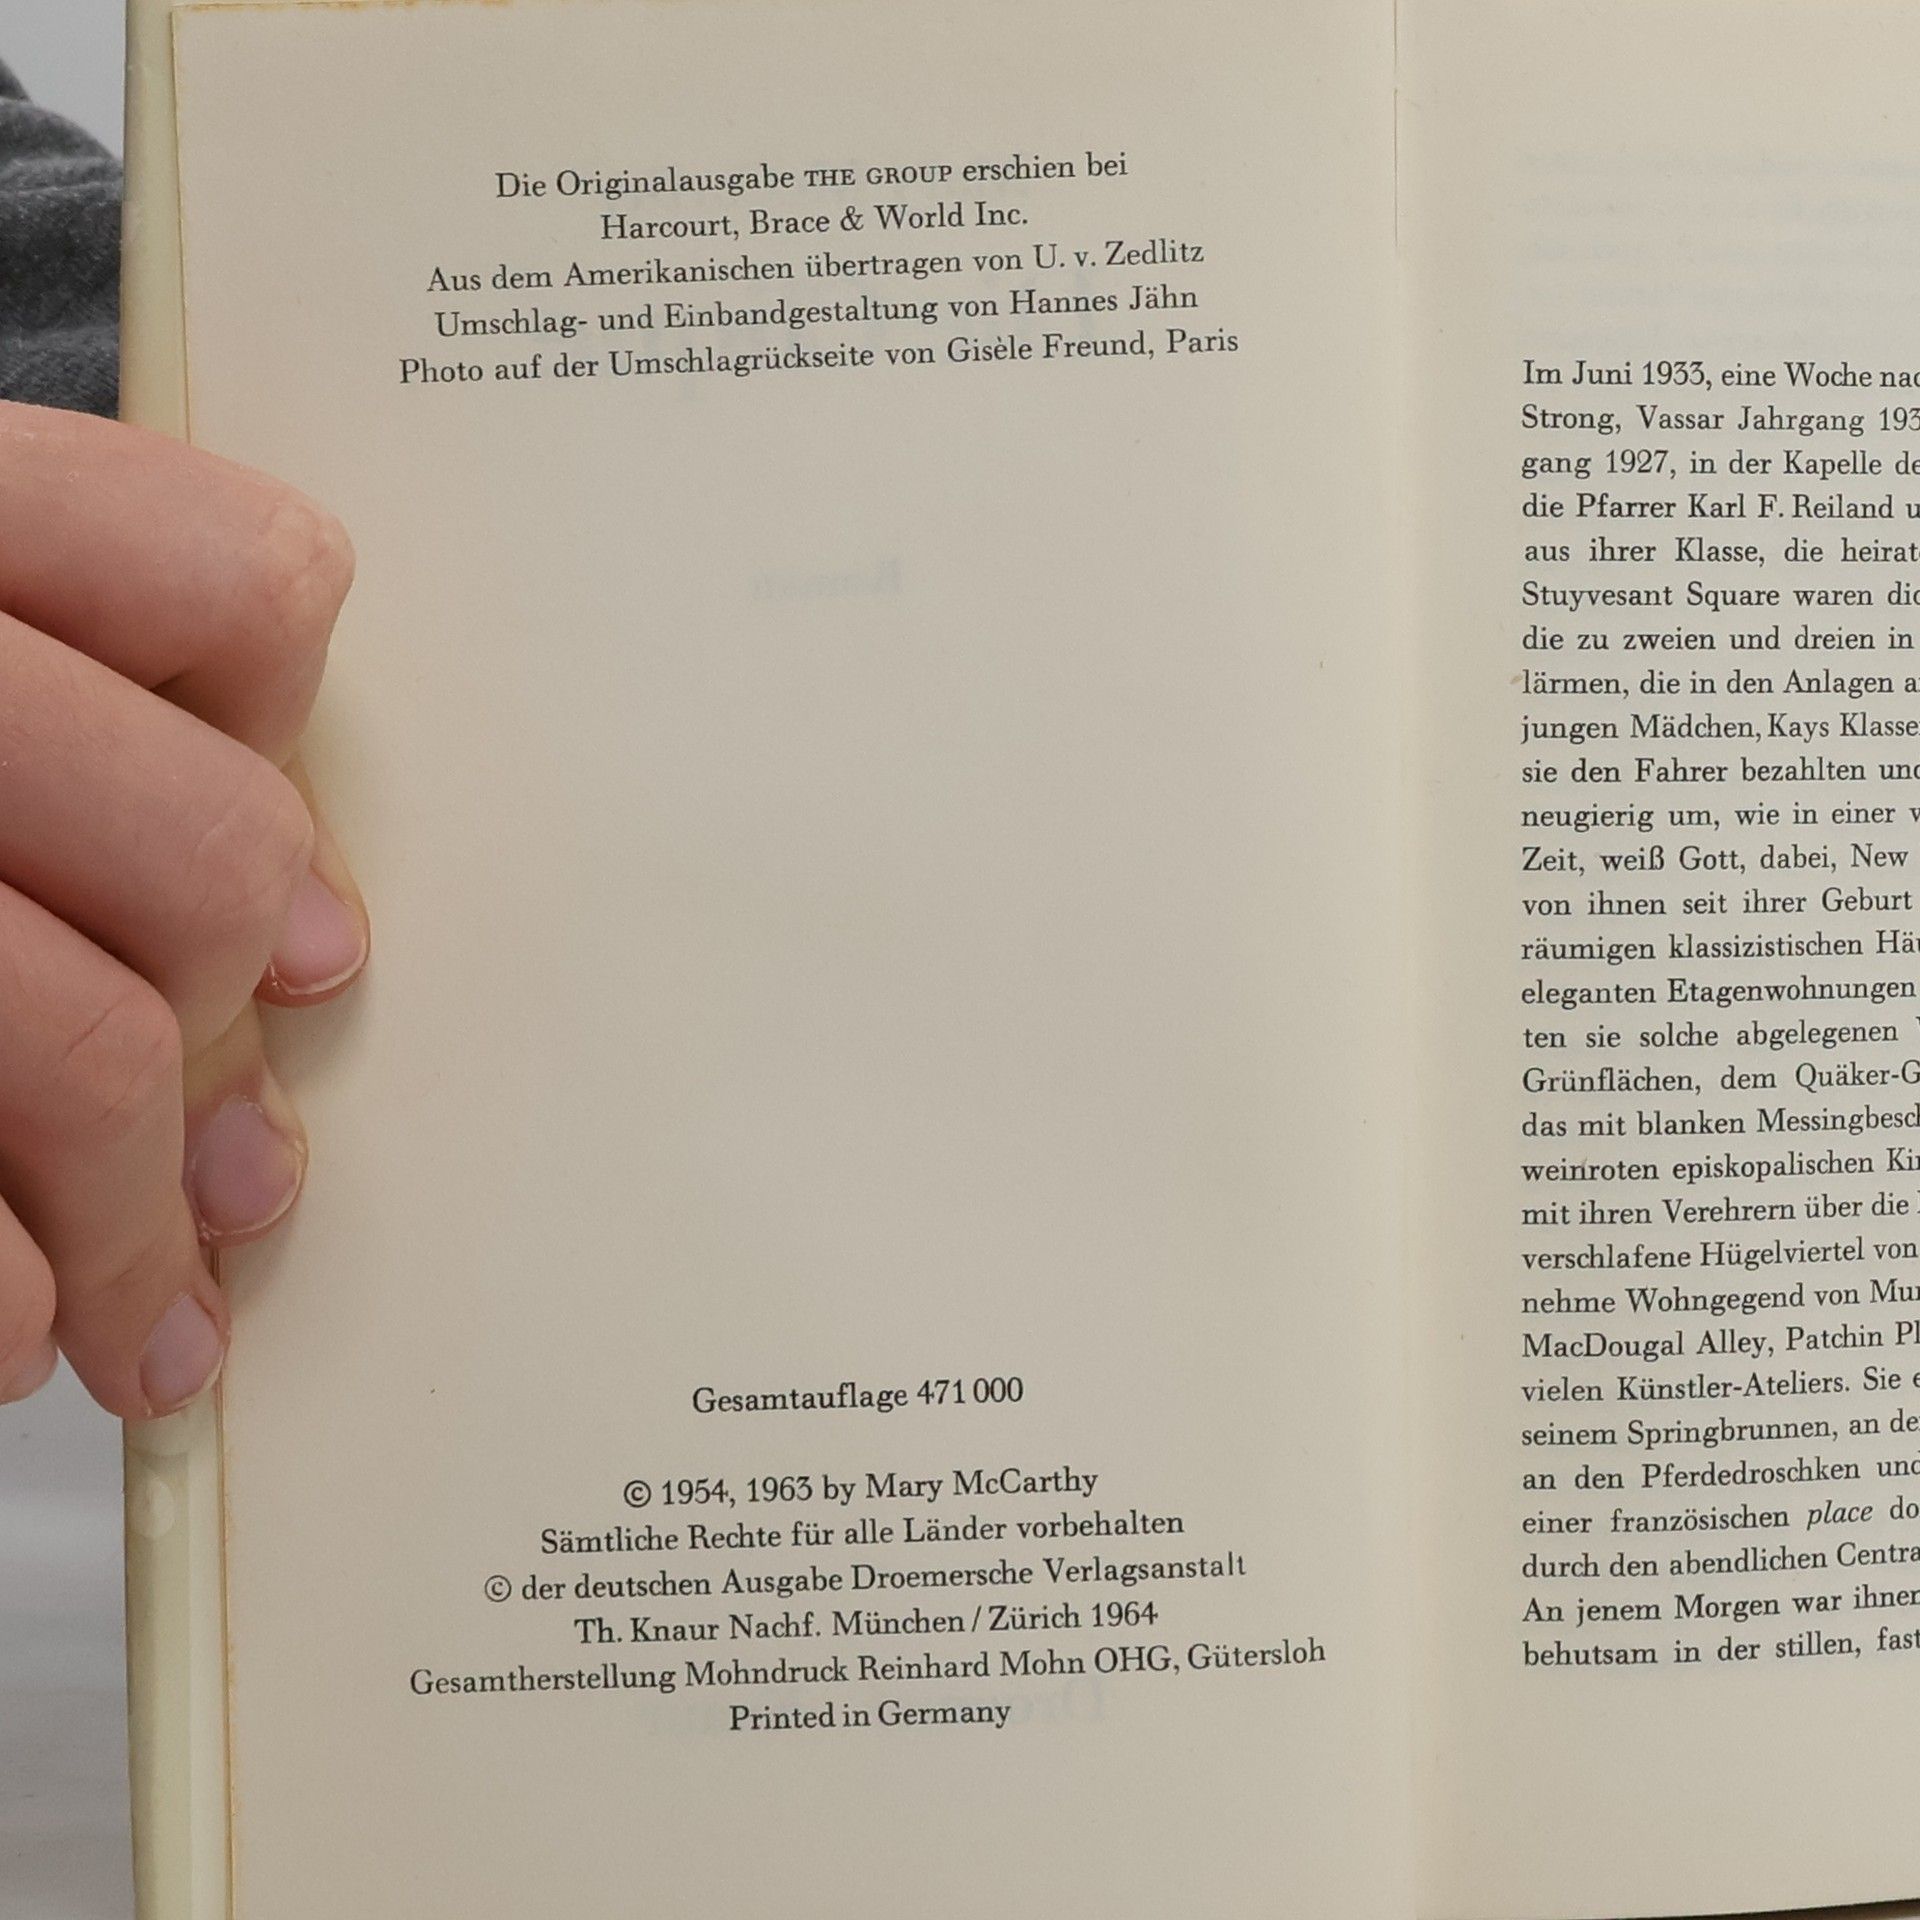 Die Originalausgabe THE GROUP erschien bei
Harcourt, Brace & World Inc.
Aus dem Amerikanischen übertragen von U. v. Zedlitz
Umschlag- und Einbandgestaltung von Hannes Jähn
Photo auf der Umschlagrückseite von Gisèle Freund, Paris
Gesamtauflage 471 000
© 1954, 1963 by Mary McCarthy
Sämtliche Rechte für alle Länder vorbehalten
© der deutschen Ausgabe Droemersche Verlagsanstalt
Th. Knaur Nachf. München / Zürich 1964
Gesamtherstellung Mohndruck Reinhard Mohn OHG, Gütersloh
Printed in Germany
Im Juni 1933, eine Woche
Strong, Vassar Jahrgang
gang 1927, in der Kapelle
die Pfarrer Karl F. Reiland
aus ihrer Klasse, die
Stuyvesant Square waren
die zu zweien und dreien in
lärmen, die in den Anlagen
jungen Mädchen, Kays
sie den Fahrer bezahlten
neugierig um, wie in einer
Zeit, weiß Gott, dabei, New
von ihnen seit ihrer Geburt
räumigen klassizistischen
eleganten Etagenwohnungen
ten sie solche abgelegenen
Grünflächen, dem
das mit blanken
weinroten episkopalischen
mit ihren Verehrern über die
verschlafene Hügelviertel von
nehme Wohngegend von
MacDougal Alley, Patchin
vielen Künstler-Ateliers. Sie
seinem Springbrunnen, an
an den Pferdedroschken
einer französischen place
durch den abendlichen
An jenem Morgen war
behutsam in der stillen,